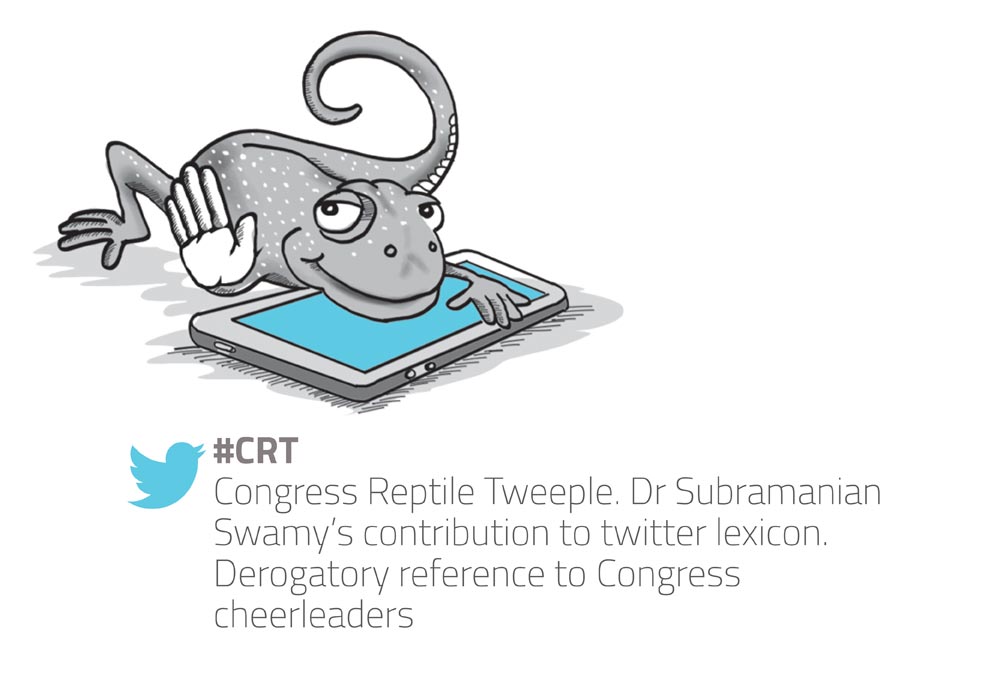 #CRT
Congress Reptile Tweeple. Dr Subramanian
Swamy's contribution to twitter lexicon.
Derogatory reference to Congress
cheerleaders